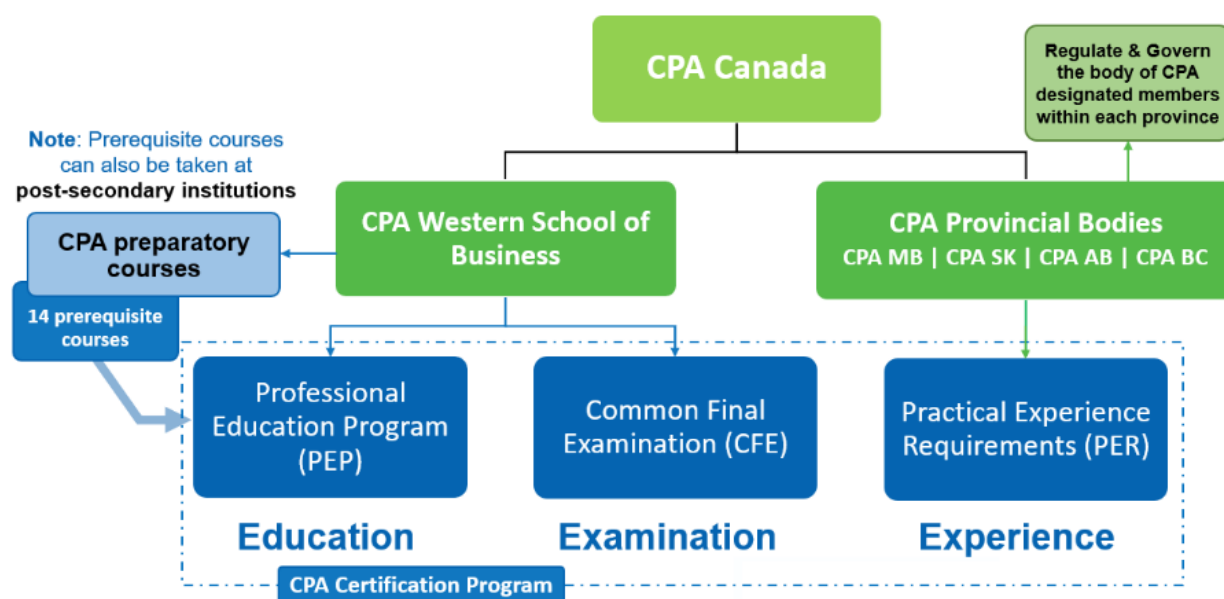 CPA Canada
Regulate & Govern
the body of CPA
designated members
within each province
Note: Prerequisite courses
can also be taken at
post-secondary institutions
CPA preparatory
courses
14 prerequisite
courses
CPA Western School of
Business
CPA Provincial Bodies
CPA MB | CPA SK | CPA AB | CPA BC
Professional
Education Program
(PEP)
Common Final
Examination (CFE)
Practical Experience
Requirements (PER)
Education
Examination
Experience
CPA Certification Program